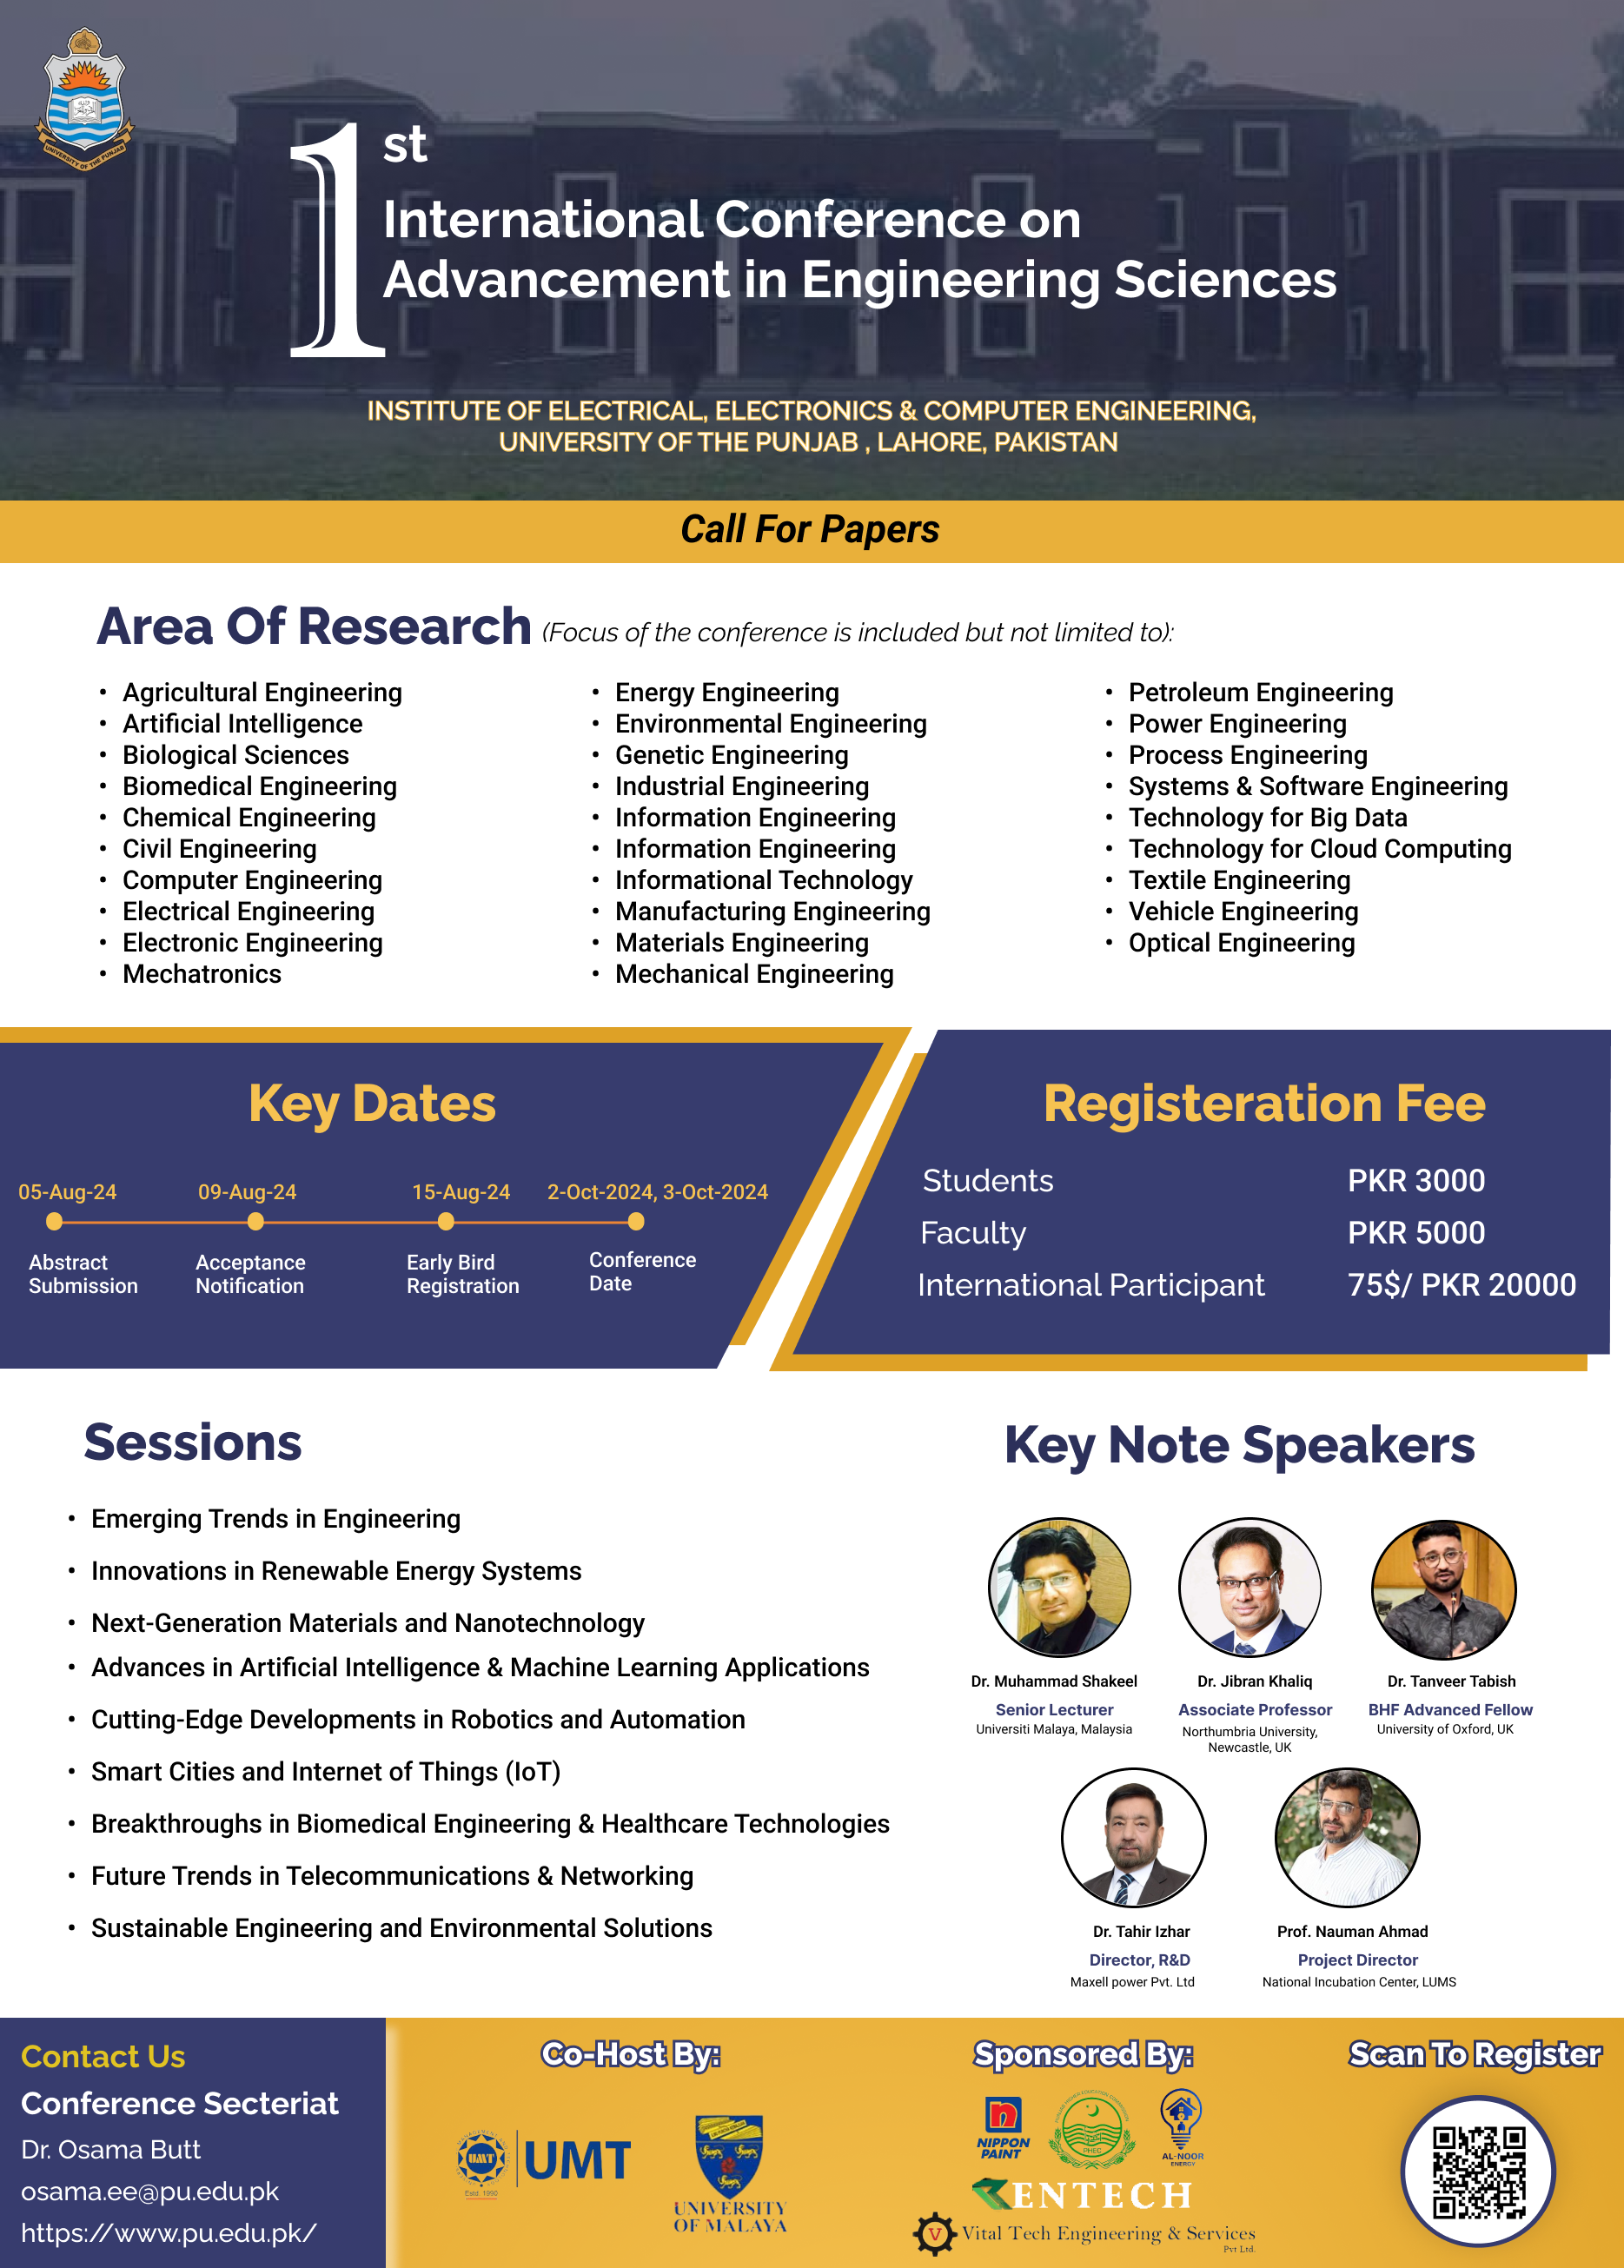 UNIVERSITY OF THE PUNJAB
1st
International Conference on
Advancement in Engineering Sciences
INSTITUTE OF ELECTRICAL, ELECTRONICS & COMPUTER ENGINEERING,
UNIVERSITY OF THE PUNJAB , LAHORE, PAKISTAN
Call For Papers
Area Of Research (Focus of the conference is included but not limited to):
• Agricultural Engineering
• Artificial Intelligence
• Biological Sciences
• Biomedical Engineering
• Chemical Engineering
• Civil Engineering
• Computer Engineering
• Electrical Engineering
• Electronic Engineering
• Mechatronics
• Energy Engineering
• Environmental Engineering
• Genetic Engineering
• Industrial Engineering
• Information Engineering
• Information Engineering
• Informational Technology
• Manufacturing Engineering
• Materials Engineering
• Mechanical Engineering
• Petroleum Engineering
• Power Engineering
• Process Engineering
• Systems & Software Engineering
• Technology for Big Data
• Technology for Cloud Computing
• Textile Engineering
• Vehicle Engineering
• Optical Engineering
Key Dates
05-Aug-24
Abstract
Submission
09-Aug-24
Acceptance
Notification
15-Aug-24
Early Bird
Registration
2-Oct-2024, 3-Oct-2024
Conference
Date
Registeration Fee
Students PKR 3000
Faculty PKR 5000
International Participant 75$/ PKR 20000
Sessions
• Emerging Trends in Engineering
• Innovations in Renewable Energy Systems
• Next-Generation Materials and Nanotechnology
• Advances in Artificial Intelligence & Machine Learning Applications
• Cutting-Edge Developments in Robotics and Automation
• Smart Cities and Internet of Things (IoT)
• Breakthroughs in Biomedical Engineering & Healthcare Technologies
• Future Trends in Telecommunications & Networking
• Sustainable Engineering and Environmental Solutions
Key Note Speakers
Dr. Muhammad Shakeel
Senior Lecturer
Universiti Malaya, Malaysia
Dr. Jibran Khaliq
Associate Professor
Northumbria University,
Newcastle, UK
Dr. Tanveer Tabish
BHF Advanced Fellow
University of Oxford, UK
Dr. Tahir Izhar
Director, R&D
Maxell power Pvt. Ltd
Prof. Nauman Ahmad
Project Director
National Incubation Center, LUMS
Contact Us
Conference Secteriat
Dr. Osama Butt
osama.ee@pu.edu.pk
https://www.pu.edu.pk/
Co-Host By:
UMT
Estd. 1990
UMT
UNIVERSITY
OF MALAYA
Sponsored By:
n
NIPPON
PAINT
PHEC
AL-NOOR
ENERGY
RENTECH
V
Vital Tech Engineering & Services
Pvt Ltd.
Scan To Register